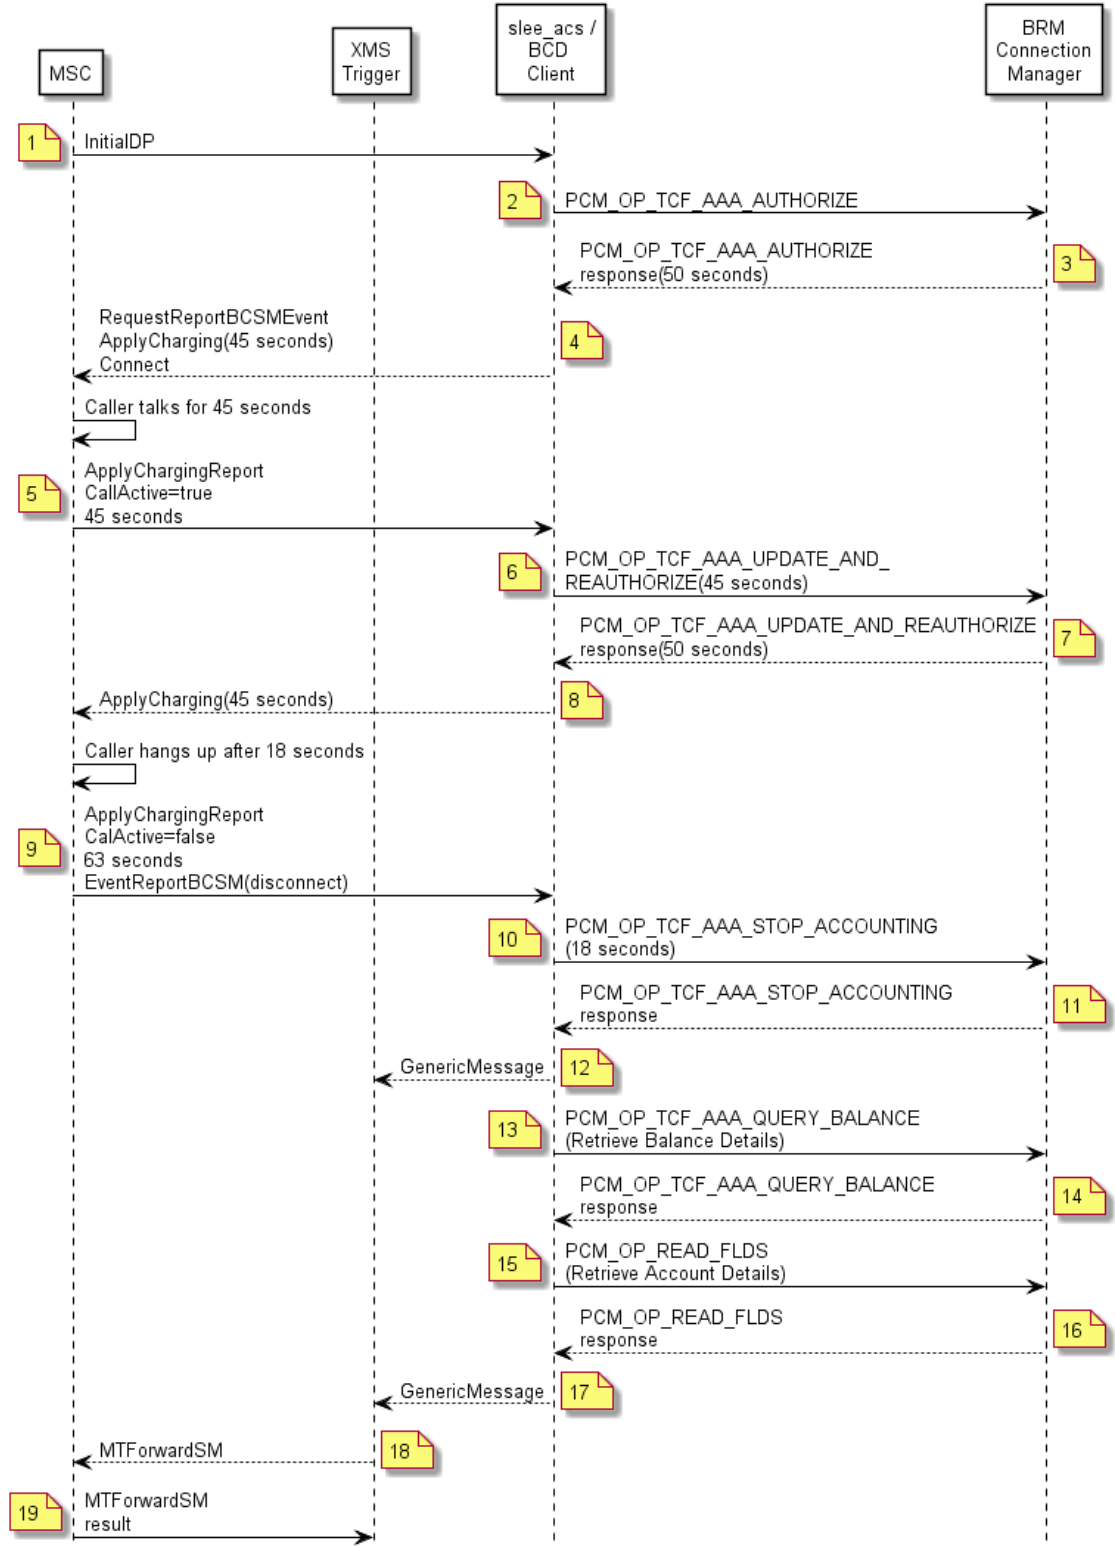 slee_acs /
BCD
Client
BRM
Connection
Manager
XMS
Trigger
MSC
1
InitialDP
2
PCM_OP_TCF_AAA_AUTHORIZE
PCM_OP_TCF_AAA_AUTHORIZE
response(50 seconds)
3
RequestReportBCSMEvent
ApplyCharging(45 seconds)
Connect
4
Caller talks for 45 seconds
5
ApplyChargingReport
CallActive=true
45 seconds
6
PCM_OP_TCF_AAA_UPDATE_AND_
REAUTHORIZE(45 seconds)
PCM_OP_TCF_AAA_UPDATE_AND_REAUTHORIZE
response(50 seconds)
7
ApplyCharging(45 seconds)
8
Caller hangs up after 18 seconds
9
ApplyChargingReport
CalActive=false
63 seconds
EventReportBCSM(disconnect)
10
PCM_OP_TCF_AAA_STOP_ACCOUNTING
(18 seconds)
PCM_OP_TCF_AAA_STOP_ACCOUNTING
response
11
GenericMessage
12
13
PCM_OP_TCF_AAA_QUERY_BALANCE
(Retrieve Balance Details)
PCM_OP_TCF_AAA_QUERY_BALANCE
response
14
15
PCM_OP_READ_FLDS
(Retrieve Account Details)
PCM_OP_READ_FLDS
response
16
GenericMessage
17
MTForwardSM
18
19
MTForwardSM
result